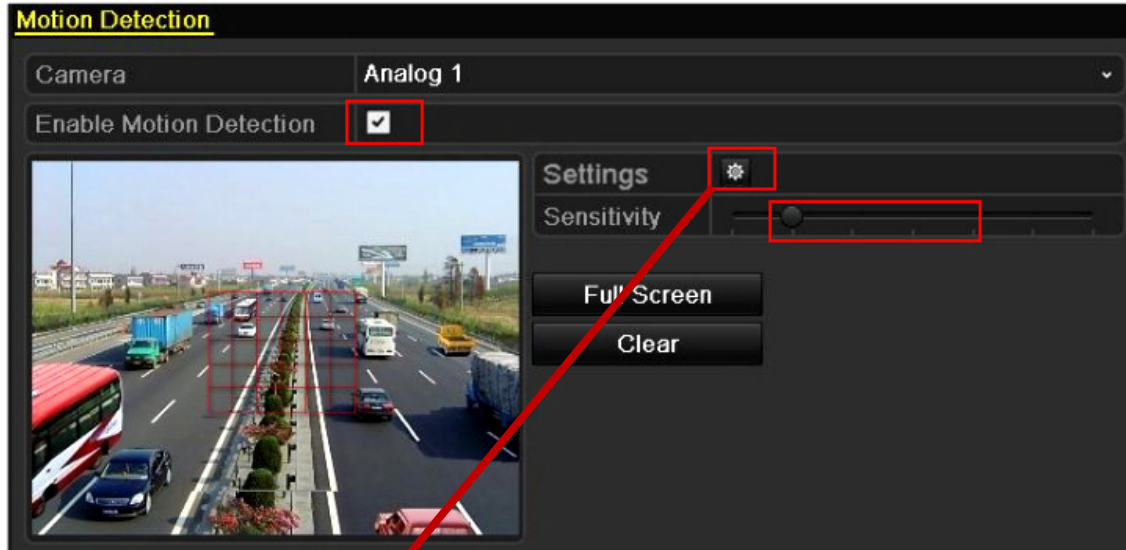 Motion Detection
Camera Analog 1
Enable Motion Detection
Settings
Sensitivity
Full Screen
Clear